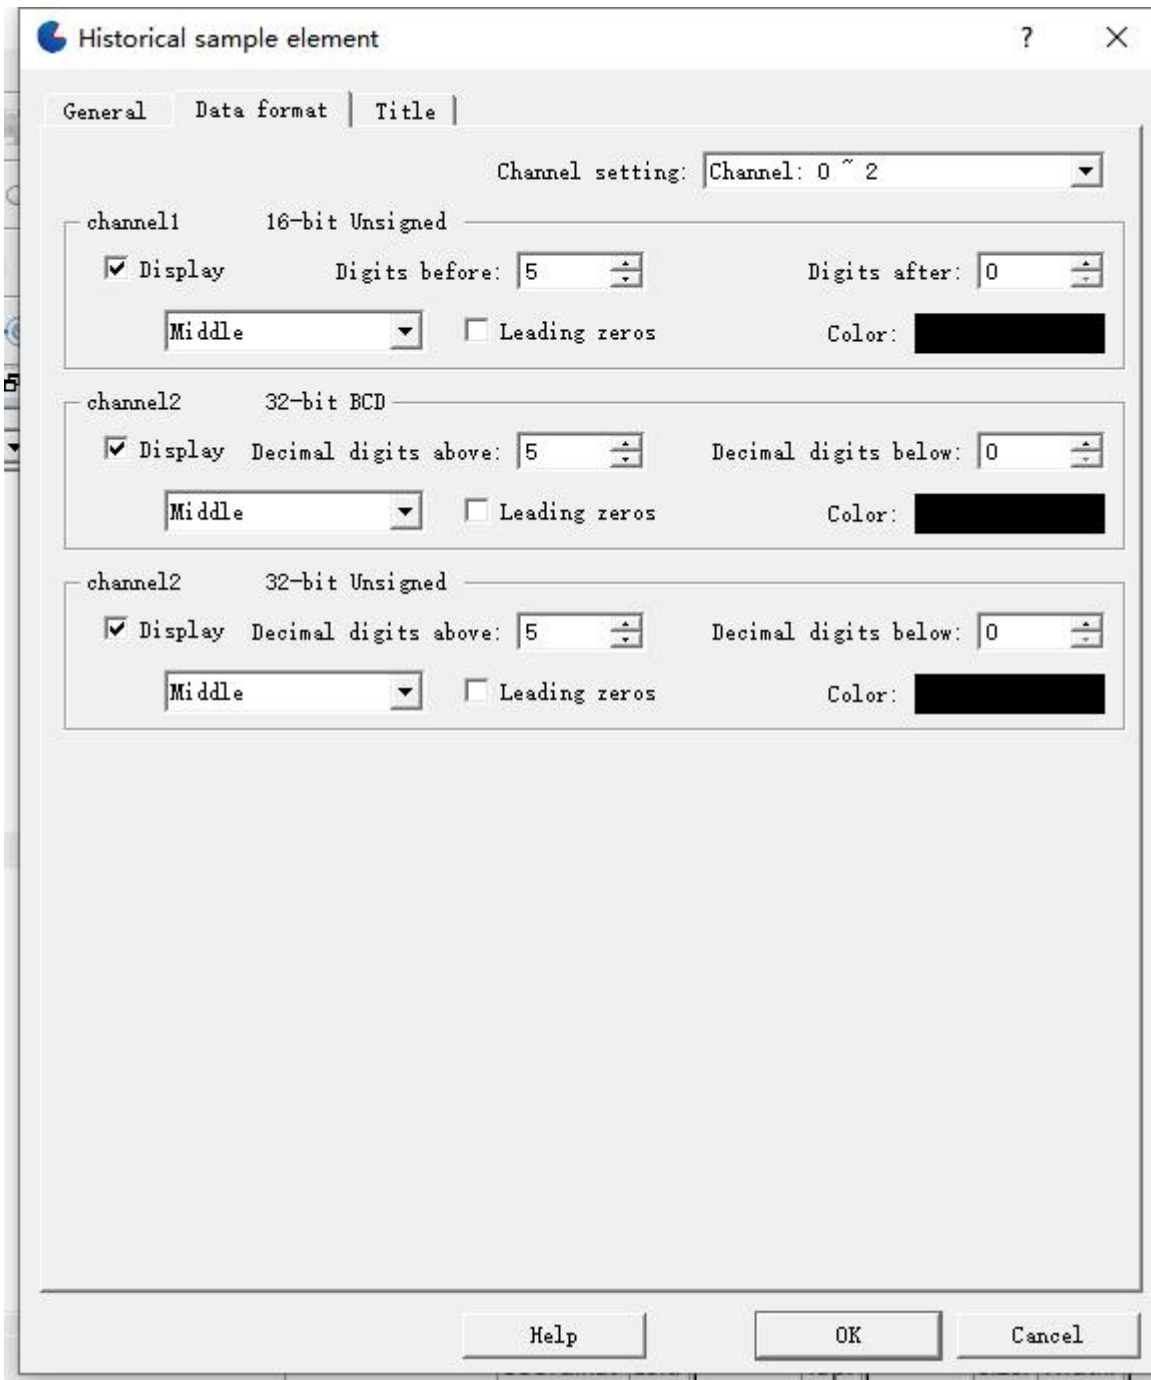 Historical sample element
General Data format Title
Channel setting: Channel: 0 ~ 2
channel1 16-bit Unsigned
Display Digits before: 5 Digits after: 0
Middle Leading zeros Color:
channel2 32-bit BCD
Display Decimal digits above: 5 Decimal digits below: 0
Middle Leading zeros Color:
channel2 32-bit Unsigned
Display Decimal digits above: 5 Decimal digits below: 0
Middle Leading zeros Color:
Help OK Cancel